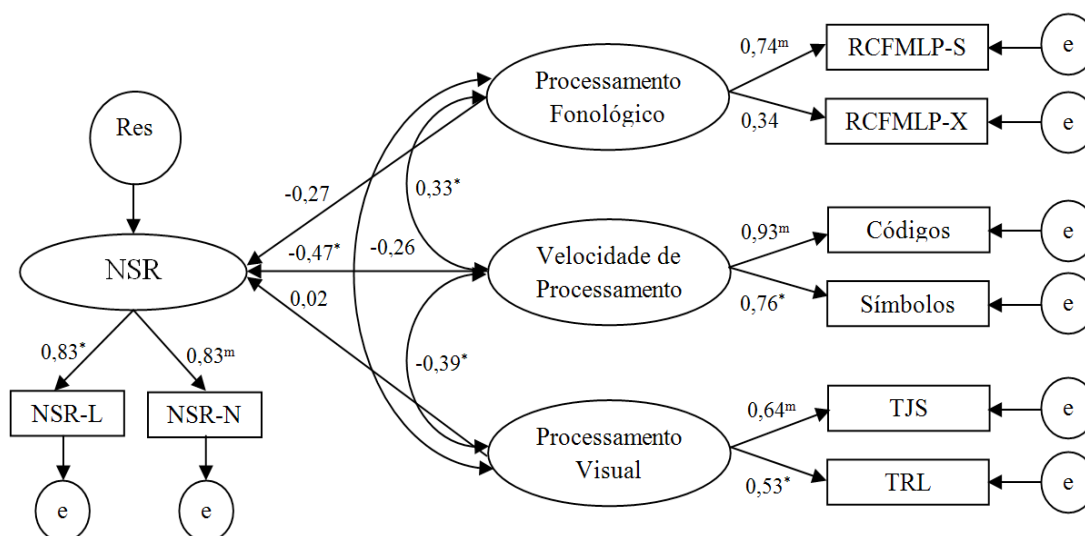 Res
NSR
0,83*
0,83ᵐ
NSR-L
NSR-N
e
e
-0,27
-0,47*
0,02
-0,26
0,33*
-0,39*
Processamento
Fonológico
0,74ᵐ
0,34
RCFMLP-S
e
RCFMLP-X
e
Velocidade de
Processamento
0,93ᵐ
0,76*
Códigos
e
Símbolos
e
Processamento
Visual
0,64ᵐ
0,53*
TJS
e
TRL
e